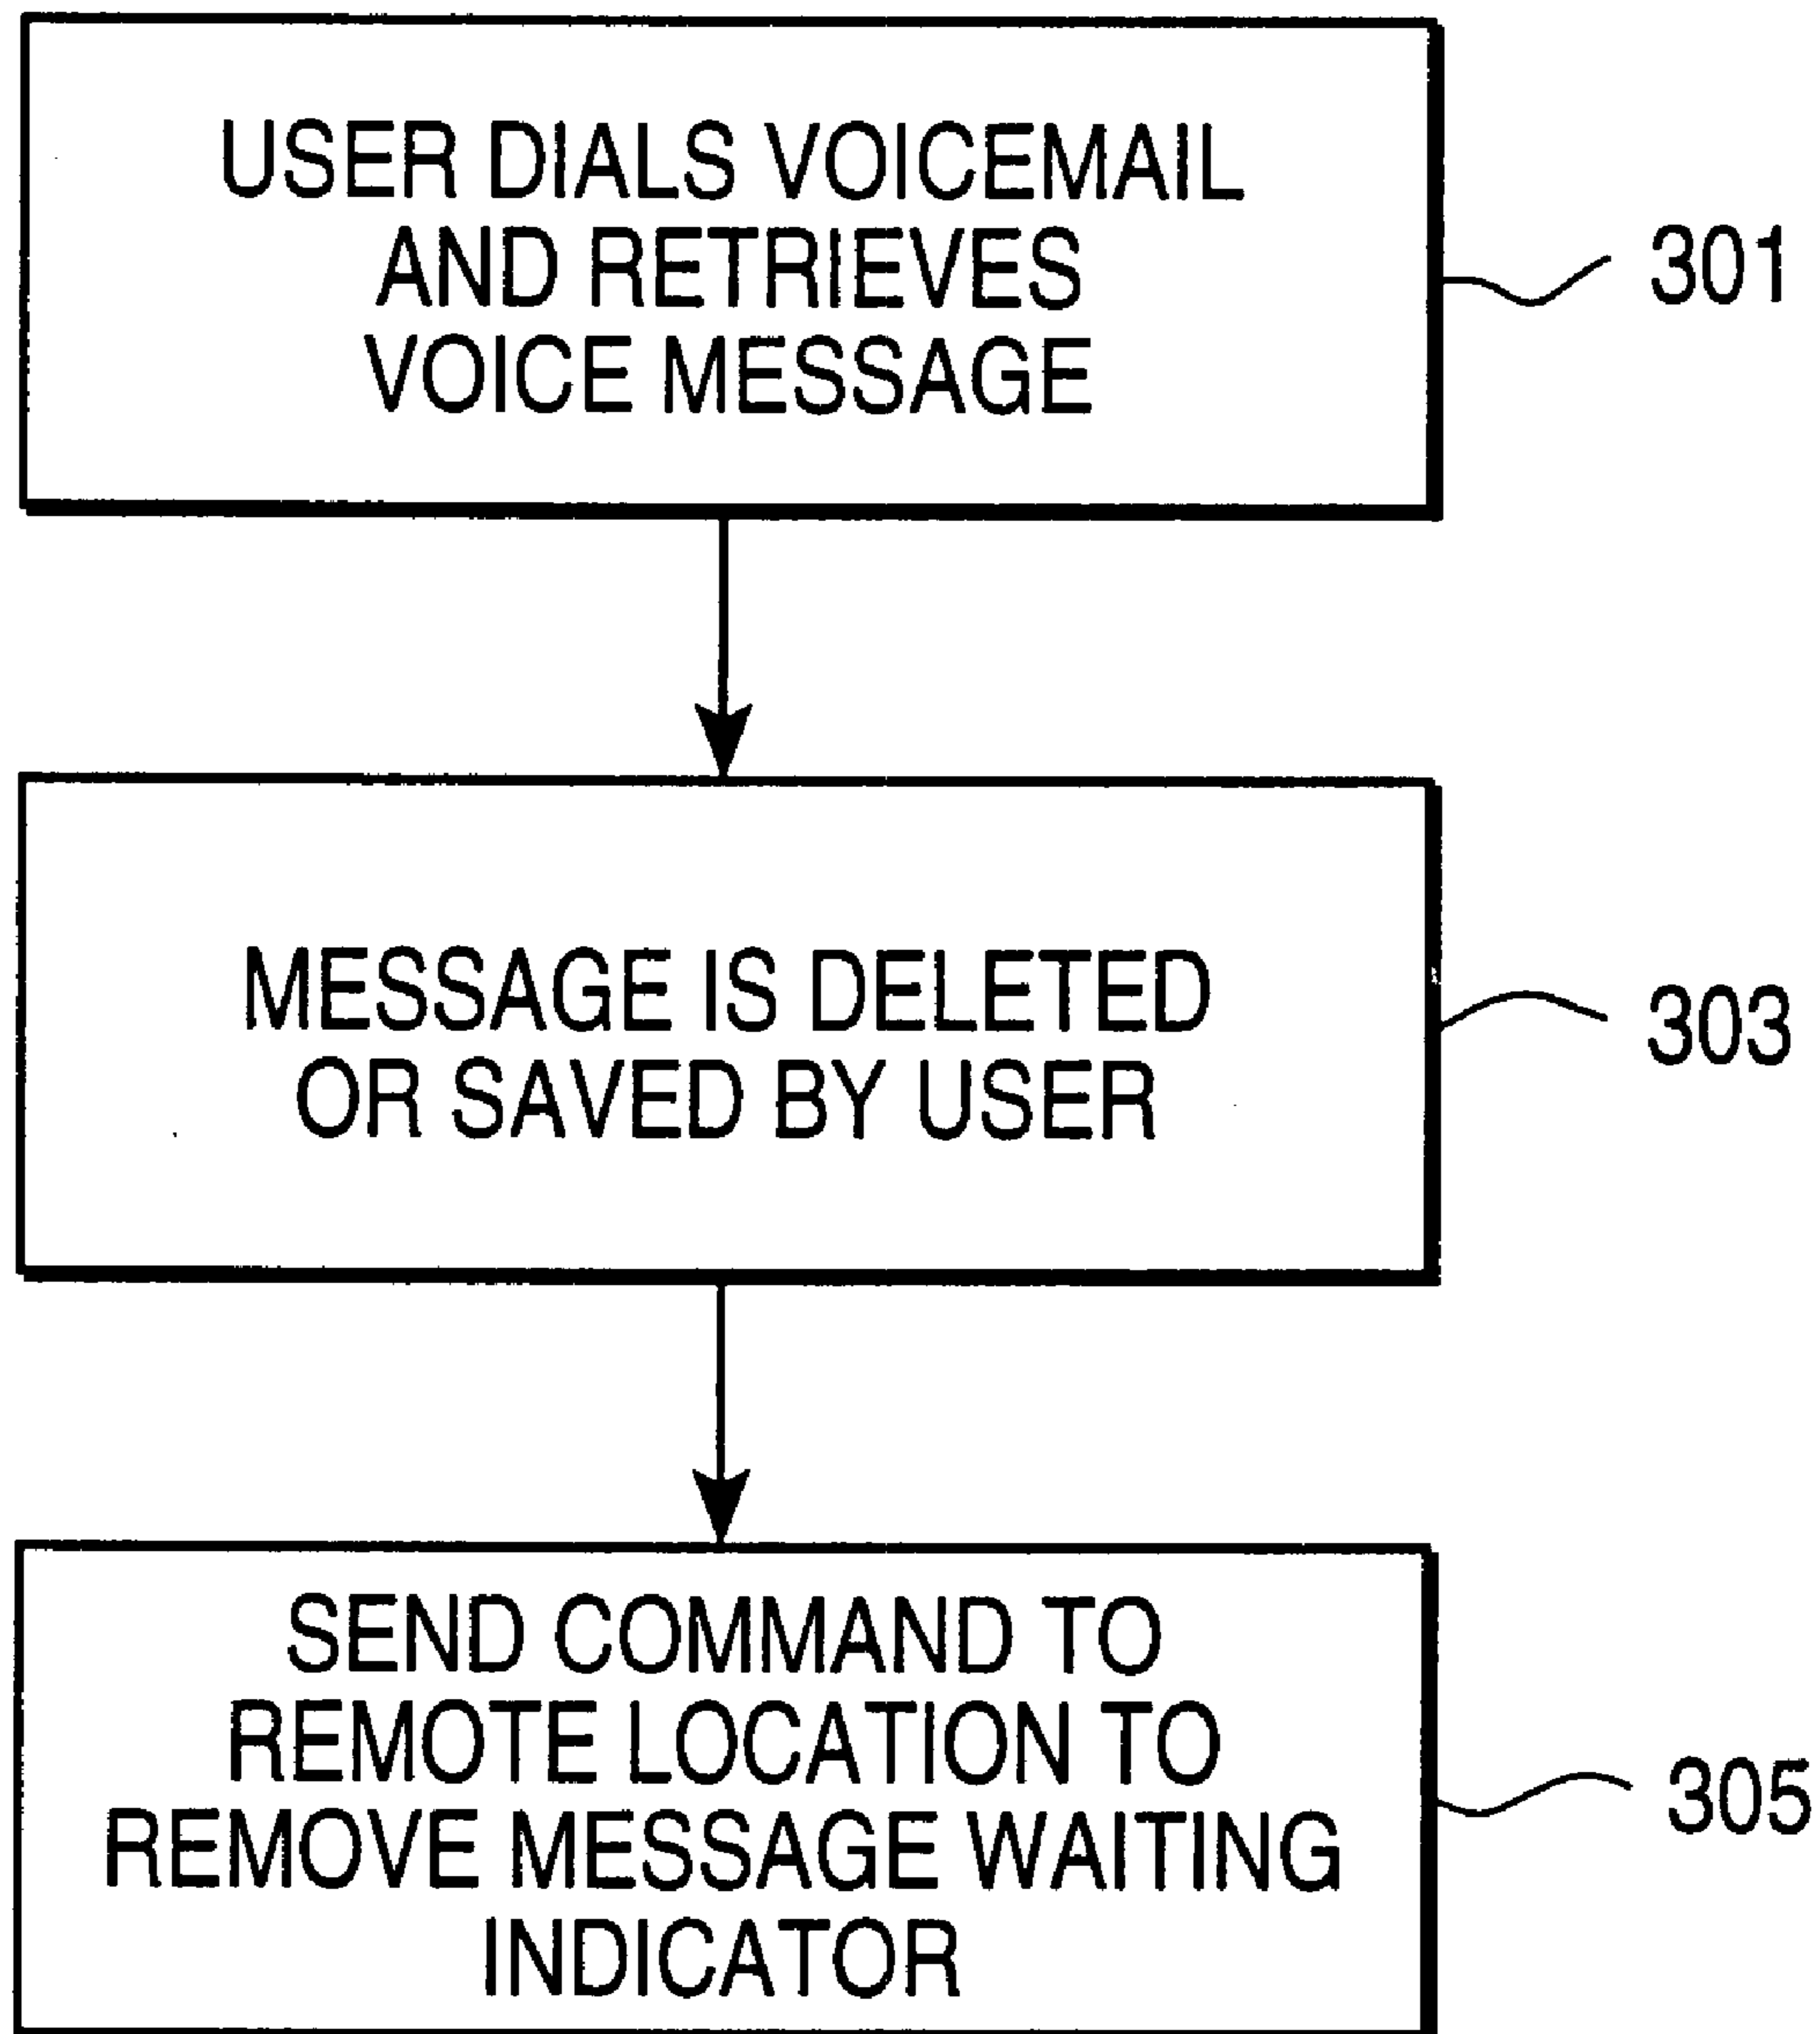 USER DIALS VOICEMAIL
AND RETRIEVES
VOICE MESSAGE
301
MESSAGE IS DELETED
OR SAVED BY USER
303
SEND COMMAND TO
REMOTE LOCATION TO
REMOVE MESSAGE WAITING
INDICATOR
305